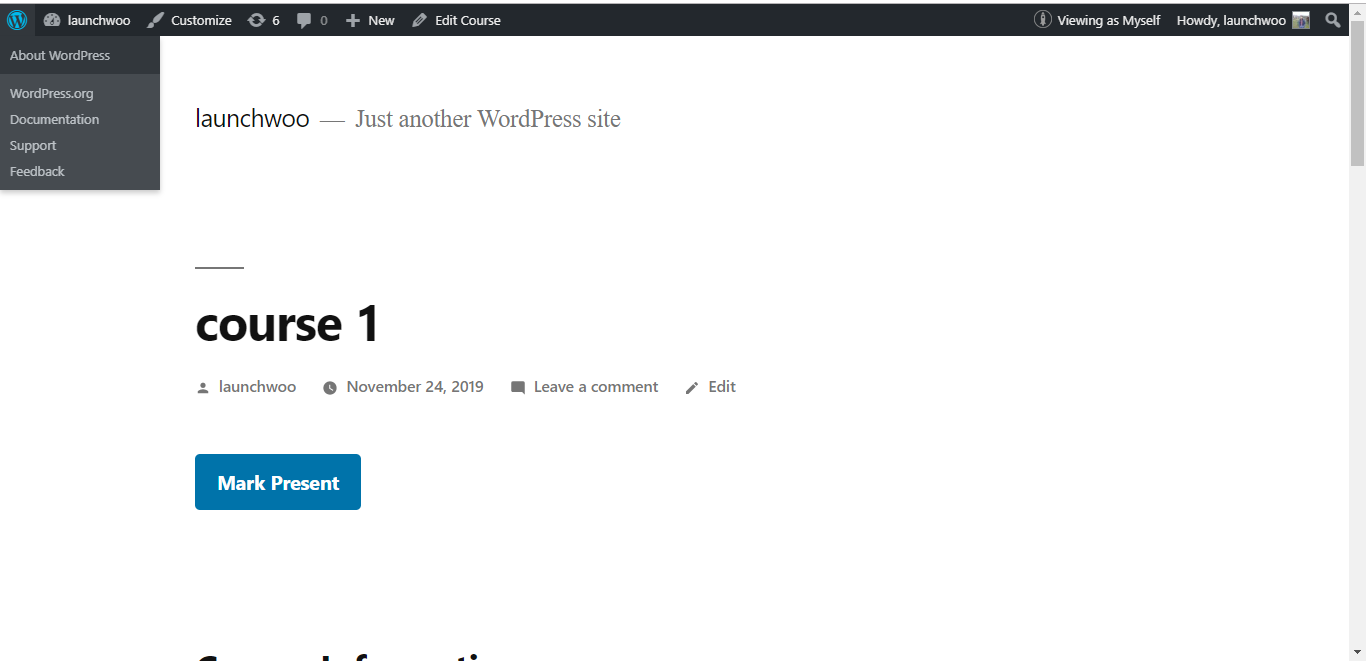 launchwoo Customize 6 0 New Edit Course Viewing as Myself Howdy, launchwoo
About WordPress
WordPress.org
Documentation
Support
Feedback
launchwoo — Just another WordPress site
course 1
launchwoo November 24, 2019 Leave a comment Edit
Mark Present